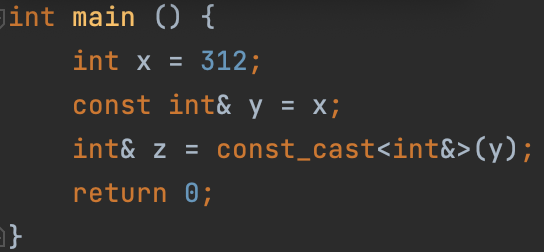 int main () {
    int x = 312;
    const int& y = x;
    int& z = const_cast<int&>(y);
    return 0;
}